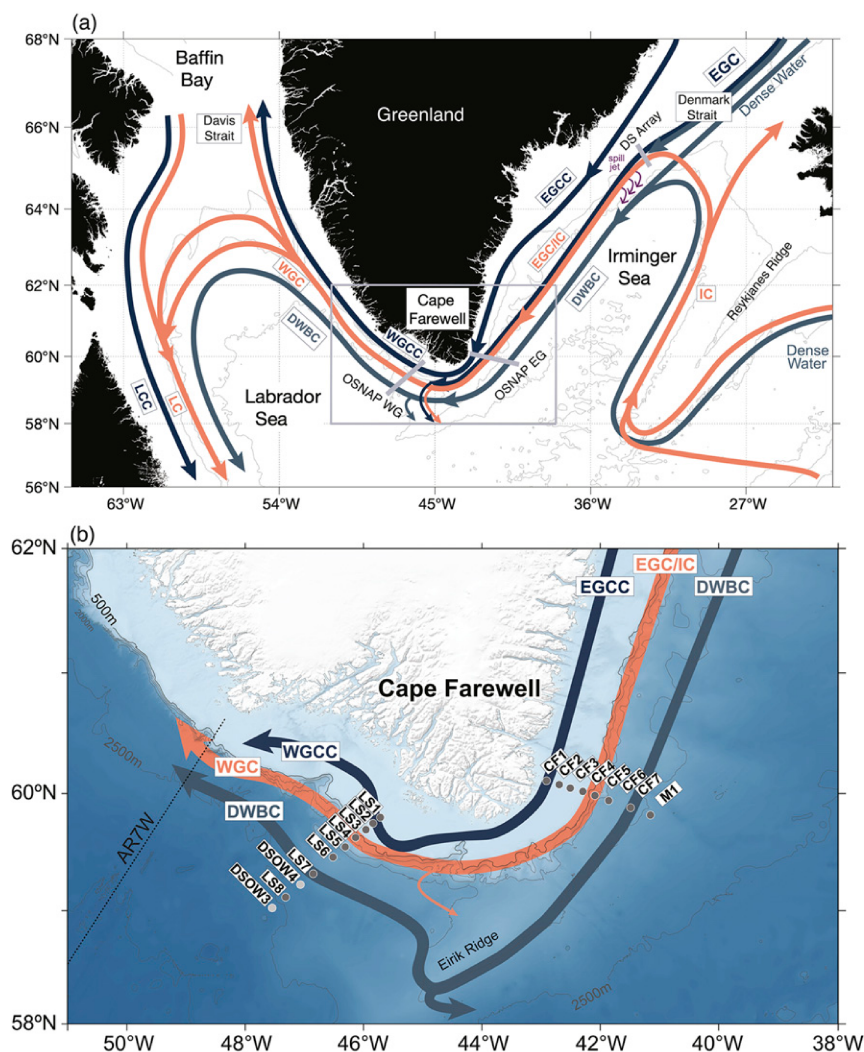 (a)
68°N
66°N
64°N
62°N
60°N
58°N
56°N
63°W
54°W
45°W
36°W
27°W
Baffin
Bay
Davis
Strait
Greenland
EGC
Dense Water
Denmark
Strait
DS Array
spill
jet
EGCC
EGC/IC
DWBC
Irminger
Sea
IC
Reykjanes Ridge
Dense
Water
WGC
DWBC
Cape
Farewell
WGCC
OSNAP WG
OSNAP EG
Labrador
Sea
LCC
LC
(b)
62°N
60°N
58°N
50°W
48°W
46°W
44°W
42°W
40°W
38°W
500m
2500m
EGCC
EGC/IC
DWBC
Cape Farewell
WGCC
WGC
DWBC
AR7W
CF1
CF2
CF3
CF4
CF5
CF6
CF7
M1
LS1
LS2
LS3
LS4
LS5
LS6
LS7
DSOW4
LS8
DSOW3
Eirik Ridge
2500m